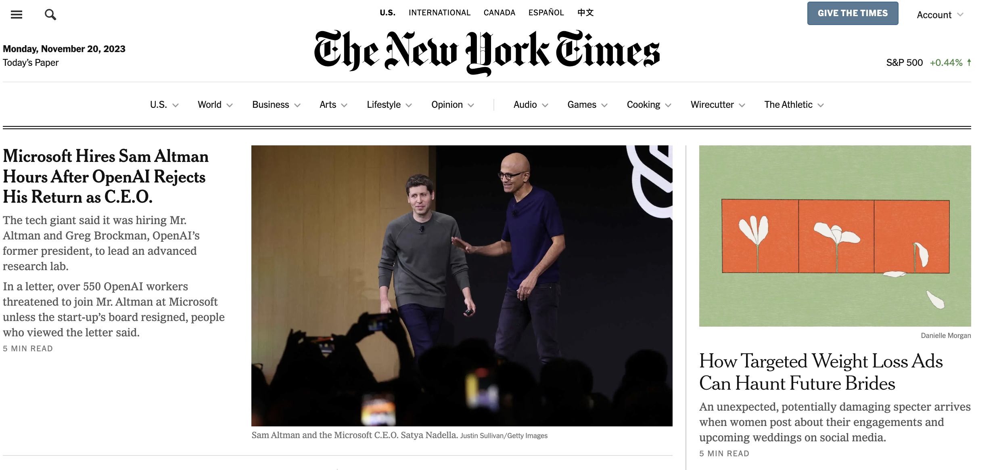 U.S. INTERNATIONAL CANADA ESPAÑOL 中文
GIVE THE TIMES
Account
Monday, November 20, 2023
Today's Paper
The New York Times
S&P 500 +0.44%
U.S. World Business Arts Lifestyle Opinion Audio Games Cooking Wirecutter The Athletic
Microsoft Hires Sam Altman
Hours After OpenAI Rejects
His Return as C.E.O.
The tech giant said it was hiring Mr.
Altman and Greg Brockman, OpenAI’s
former president, to lead an advanced
research lab.
In a letter, over 550 OpenAI workers
threatened to join Mr. Altman at Microsoft
unless the start-up’s board resigned, people
who viewed the letter said.
5 MIN READ
Sam Altman and the Microsoft C.E.O. Satya Nadella. Justin Sullivan/Getty Images
Danielle Morgan
How Targeted Weight Loss Ads
Can Haunt Future Brides
An unexpected, potentially damaging specter arrives
when women post about their engagements and
upcoming weddings on social media.
5 MIN READ